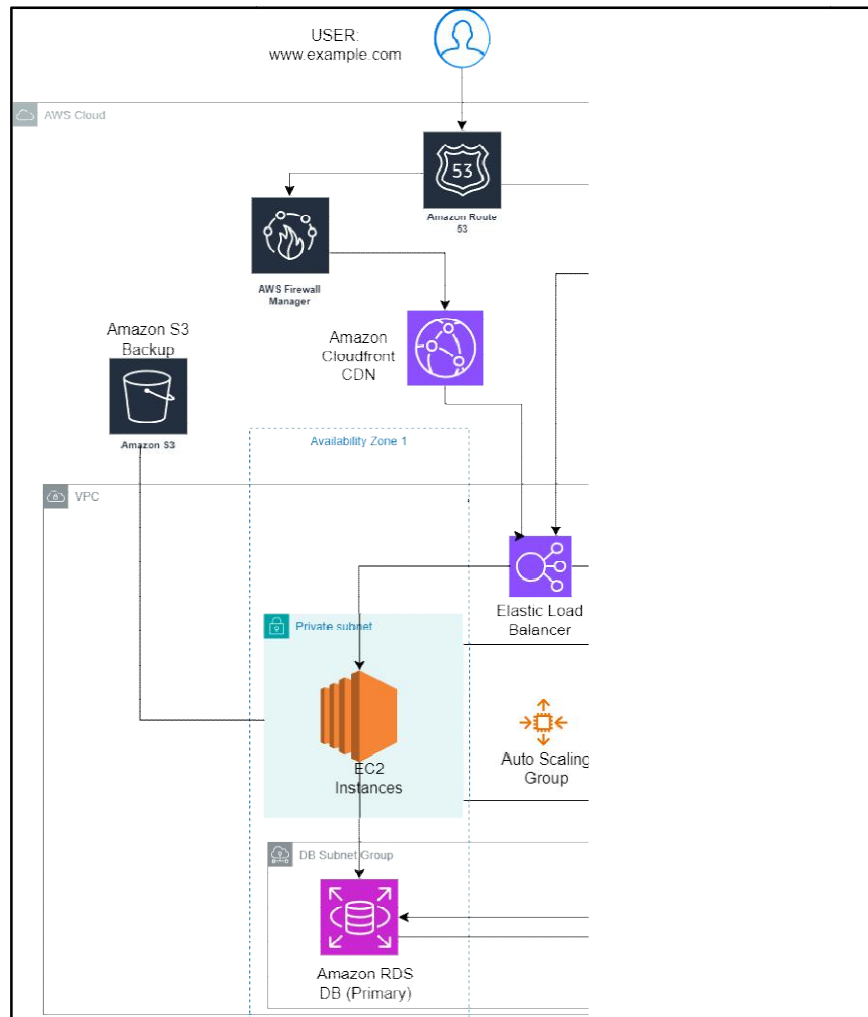 USER:
www.example.com
AWS Cloud
53
Amazon Route
53
AWS Firewall
Manager
Amazon S3
Backup
Amazon
Cloudfront
CDN
Amazon S3
Availability Zone 1
VPC
Elastic Load
Balancer
Private subnet
Auto Scaling
Group
EC2
Instances
DB Subnet Group
Amazon RDS
DB (Primary)